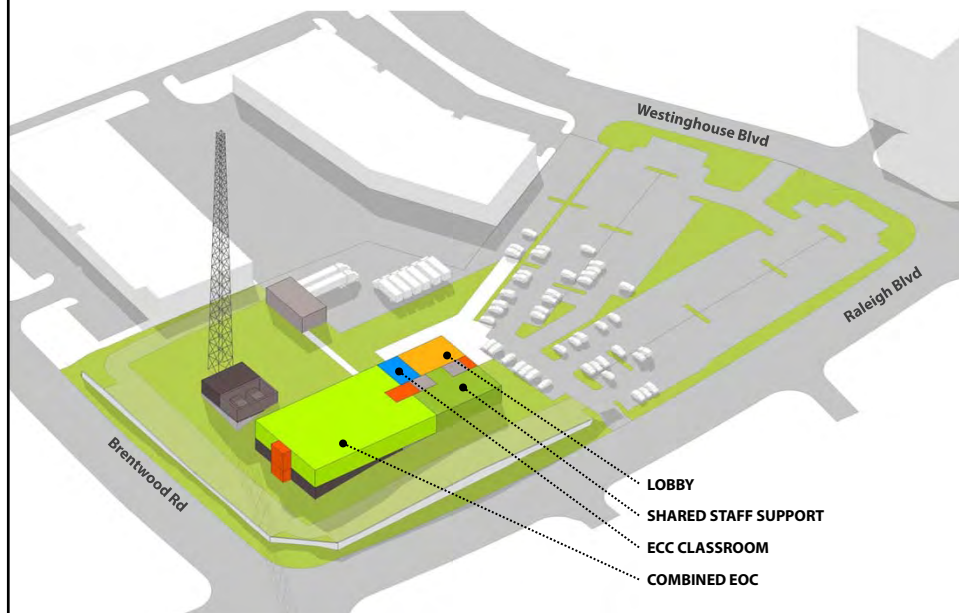 Westinghouse Blvd
Raleigh Blvd
Brentwood Rd
LOBBY
SHARED STAFF SUPPORT
ECC CLASSROOM
COMBINED EOC